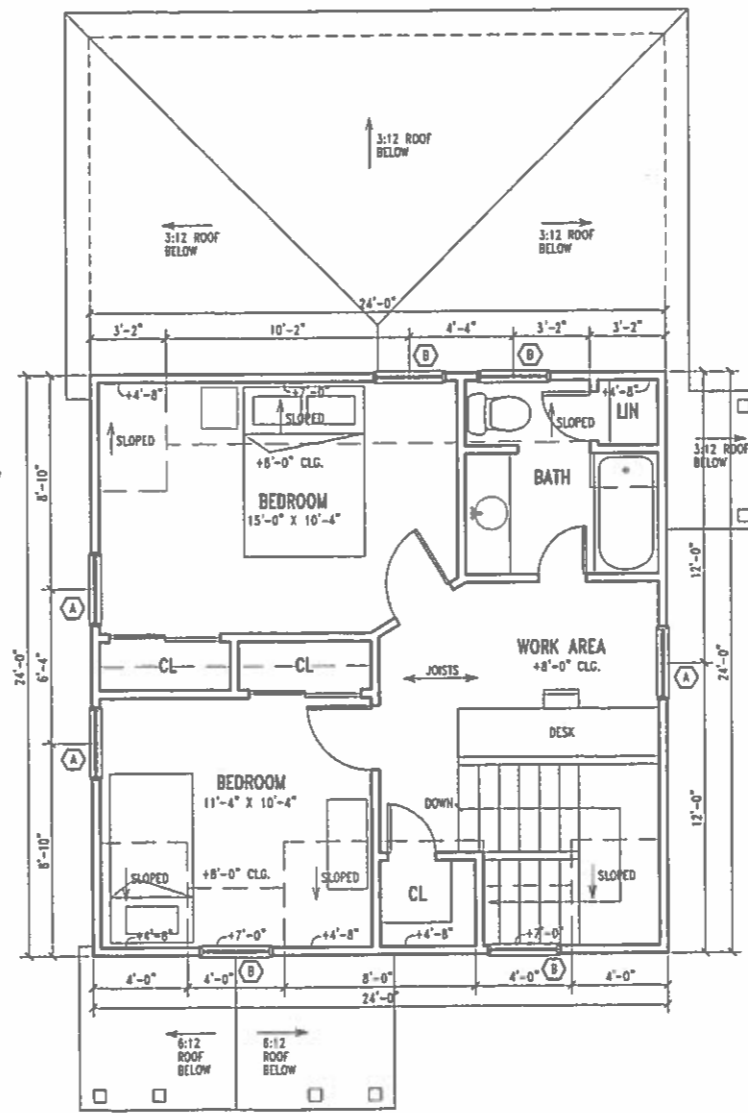 3:12 ROOF
BELOW
3:12 ROOF
BELOW
3:12 ROOF
BELOW
24'-0"
3'-2"
10'-2"
4'-4"
3'-2"
3'-2"
B
B
+4'-8"
+7'-0"
+4'-8"
SLOPED
SLOPED
SLOPED
LIN
3:12 ROOF
BELOW
+8'-0" CLG.
BEDROOM
15'-0" X 10'-4"
BATH
8'-10"
12'-0"
A
WORK AREA
+8'-0" CLG.
CL
CL
JOISTS
6'-4"
24'-0"
24'-0"
A
A
DESK
BEDROOM
11'-4" X 10'-4"
DOWN
12'-0"
8'-10"
SLOPED
+8'-0" CLG.
SLOPED
CL
SLOPED
+4'-8"
+7'-0"
+4'-8"
+4'-8"
+7'-0"
B
B
4'-0"
4'-0"
8'-0"
4'-0"
4'-0"
24'-0"
6:12
ROOF
BELOW
6:12
ROOF
BELOW